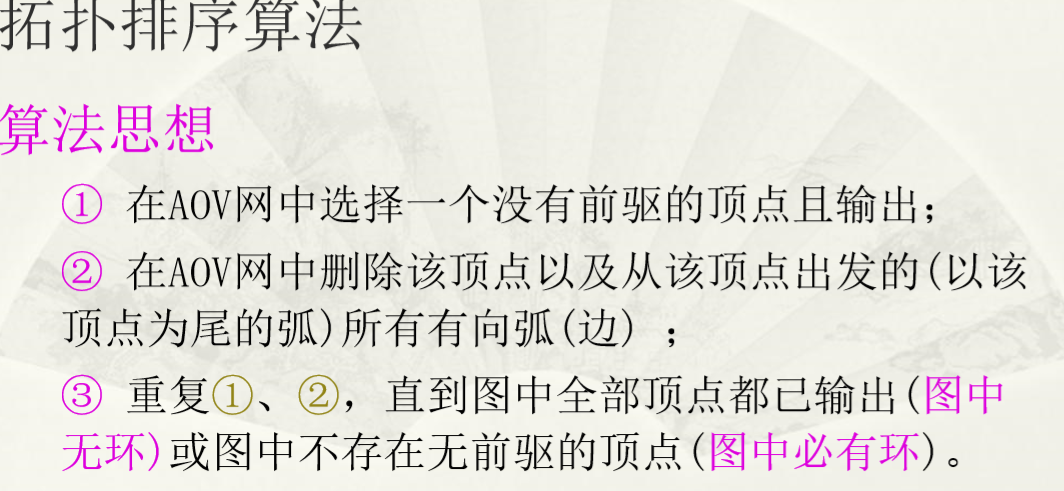 拓扑排序算法
算法思想
① 在AOV网中选择一个没有前驱的顶点且输出；
② 在AOV网中删除该顶点以及从该顶点出发的(以该
顶点为尾的弧)所有有向弧(边) ；
③ 重复①、②，直到图中全部顶点都已输出(图中
无环)或图中不存在无前驱的顶点(图中必有环)。